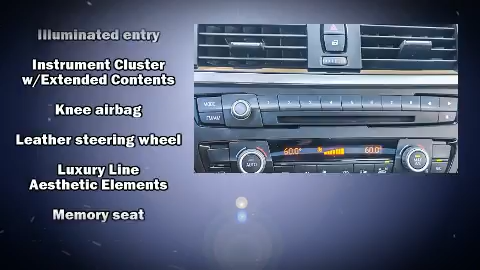 Illuminated entry
Instrument Cluster
w/Extended Contents
Knee airbag
Leather steering wheel
Luxury Line
Aesthetic Elements
Memory seat
MODE
60.0°
60.0°